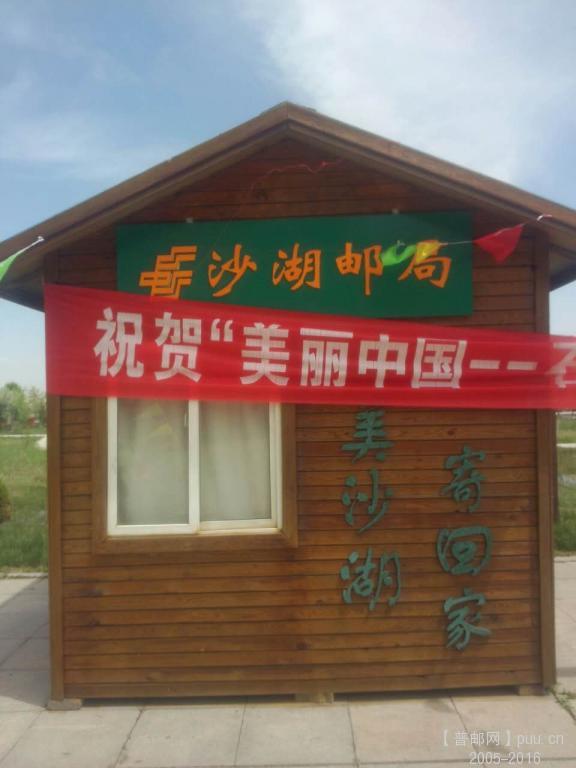 沙湖邮局
祝贺“美丽中国--石
美沙湖
寄回家
【普邮网】puu.cn
2005-2016